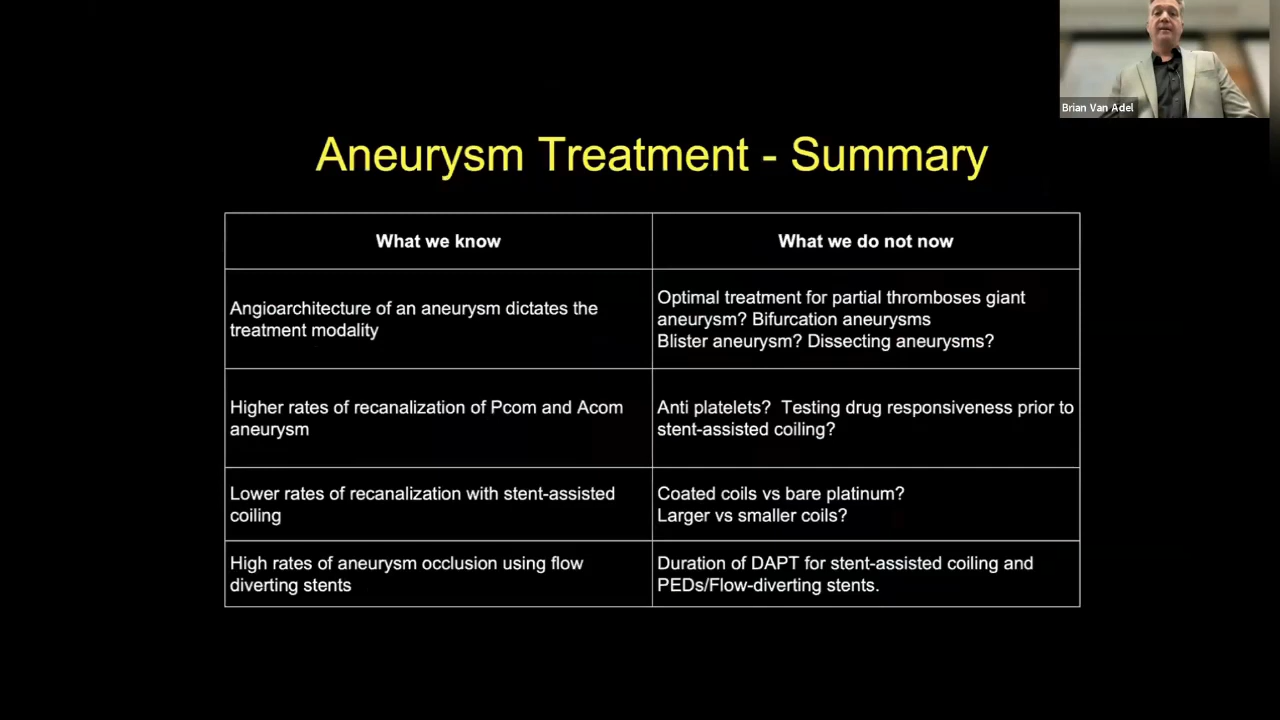 Brian Van Adel
Aneurysm Treatment - Summary
What we know
What we do not now
Angioarchitecture of an aneurysm dictates the
treatment modality
Optimal treatment for partial thromboses giant
aneurysm? Bifurcation aneurysms
Blister aneurysm? Dissecting aneurysms?
Higher rates of recanalization of Pcom and Acom
aneurysm
Anti platelets?  Testing drug responsiveness prior to
stent-assisted coiling?
Lower rates of recanalization with stent-assisted
coiling
Coated coils vs bare platinum?
Larger vs smaller coils?
High rates of aneurysm occlusion using flow
diverting stents
Duration of DAPT for stent-assisted coiling and
PEDs/Flow-diverting stents.